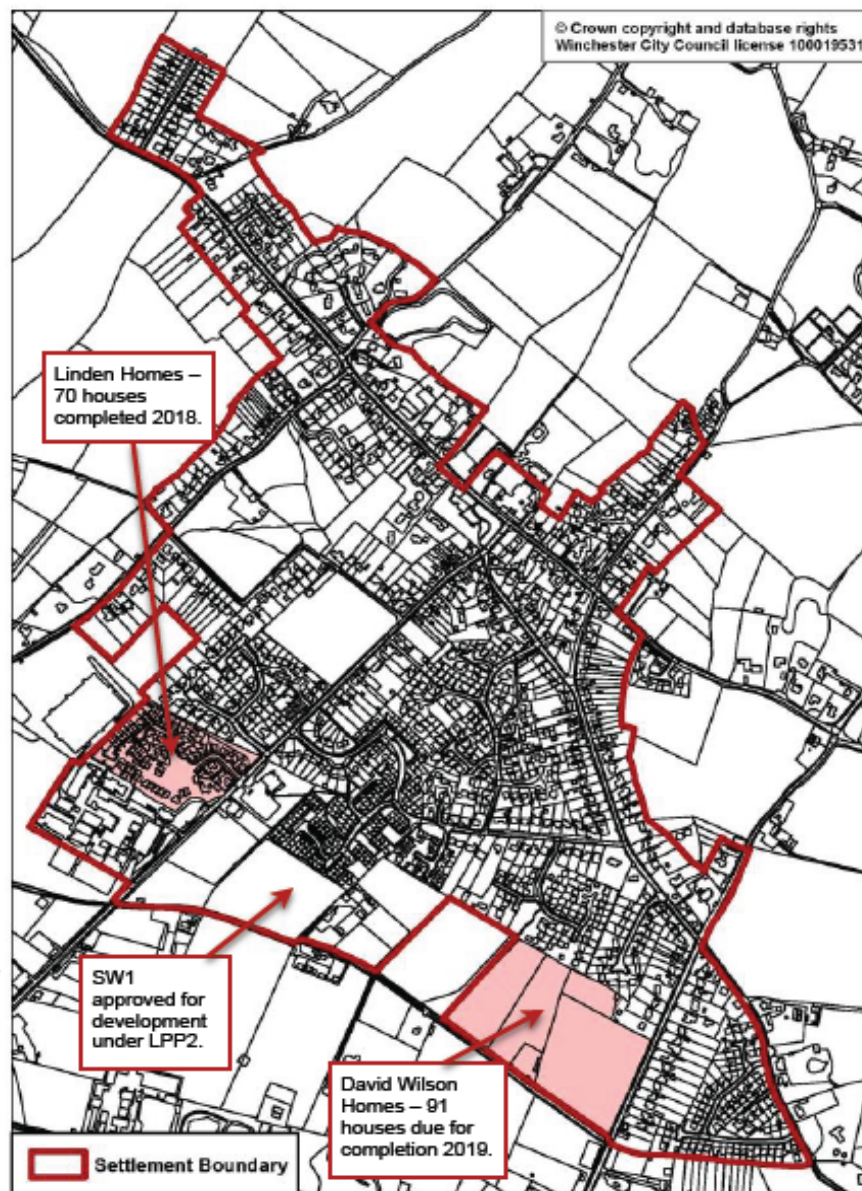 © Crown copyright and database rights
Winchester City Council license 100019531
Linden Homes –
70 houses
completed 2018.
SW1
approved for
development
under LPP2.
David Wilson
Homes – 91
houses due for
completion 2019.
Settlement Boundary